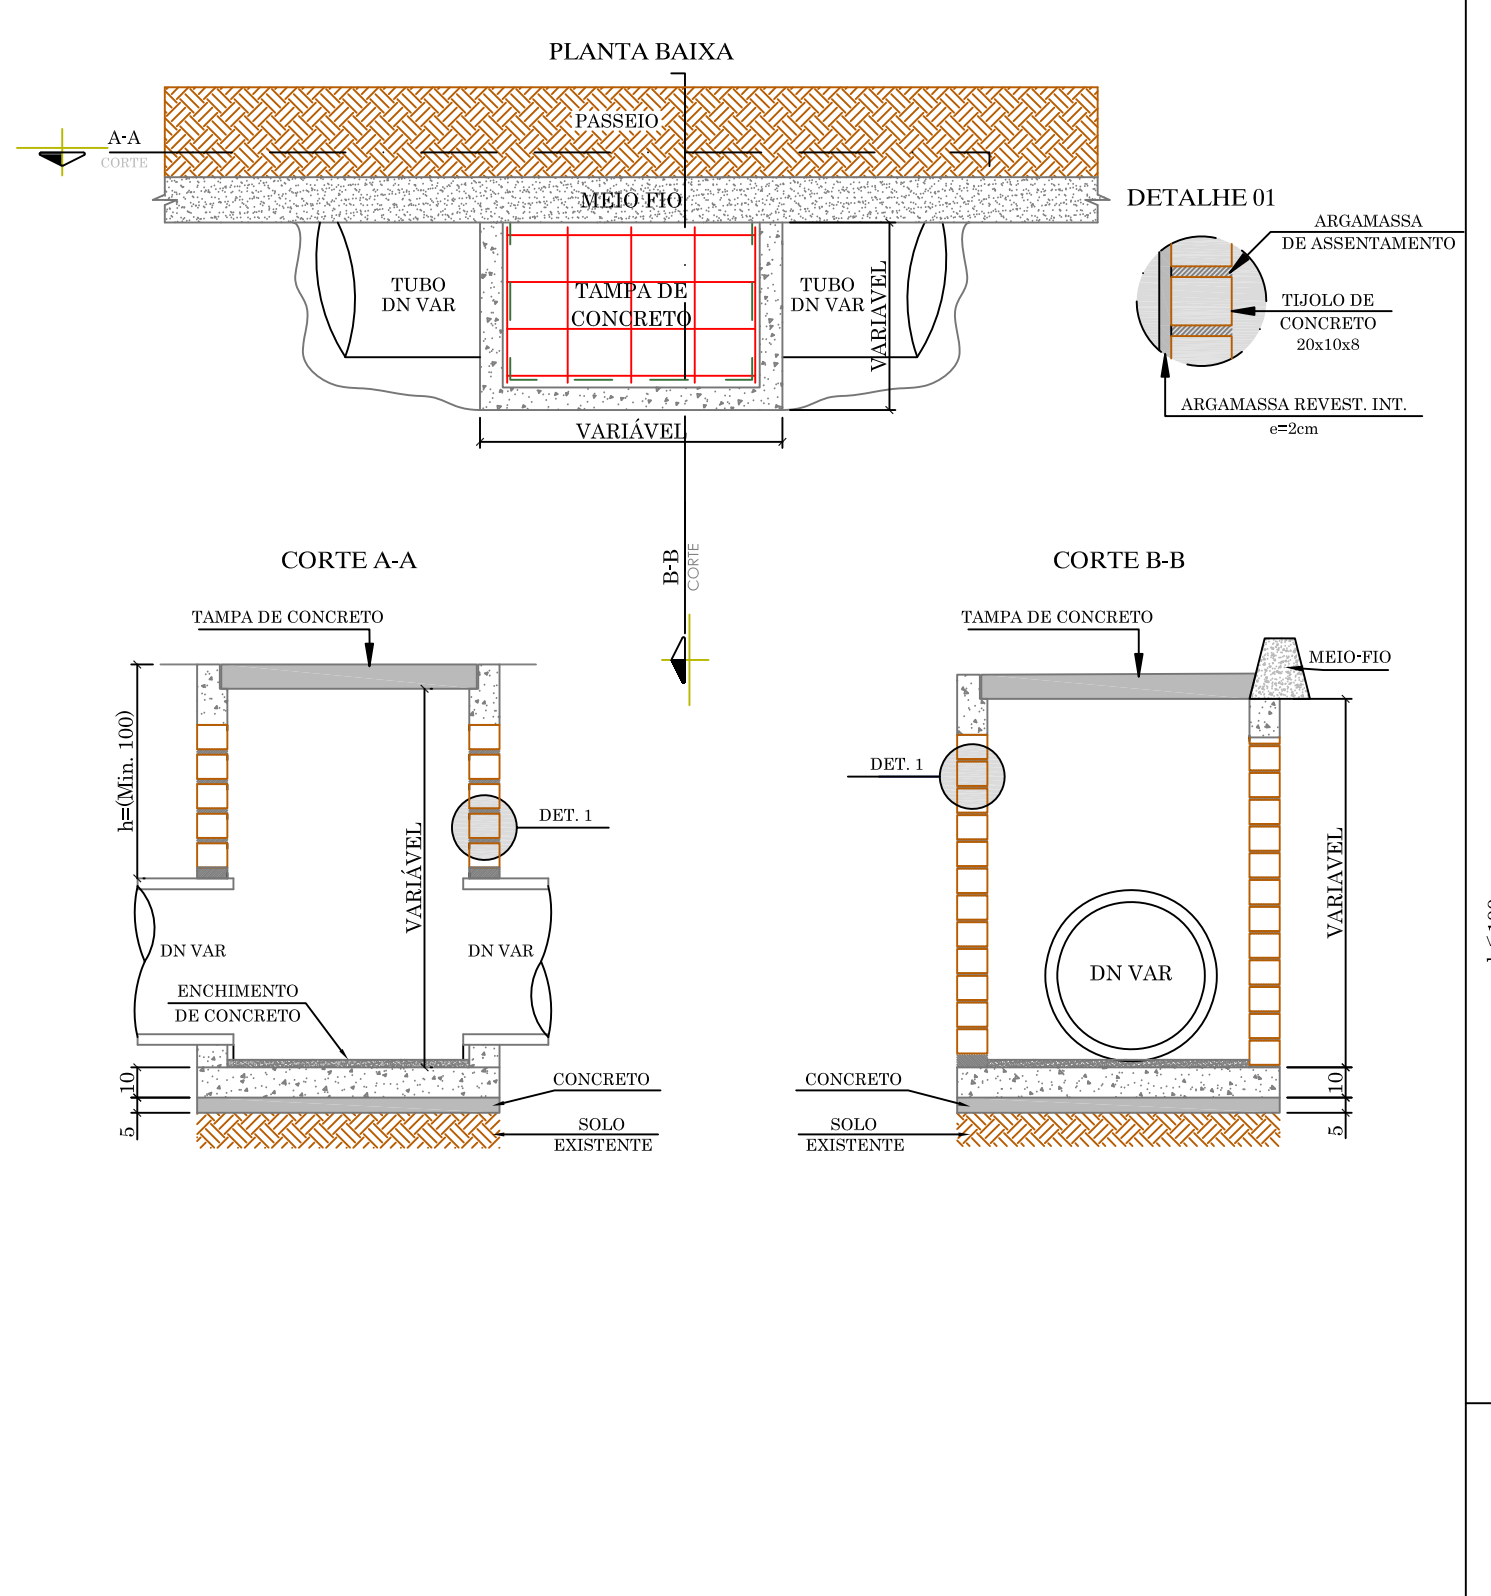 PLANTA BAIXA
PASSEIO
A-A
CORTE
MEIO FIO
DETALHE 01
ARGAMASSA
DE ASSENTAMENTO
TUBO
DN VAR
TAMPA DE
CONCRETO
TUBO
DN VAR
VARIAVEL
TIJOLO DE
CONCRETO
20x10x8
ARGAMASSA REVEST. INT.
e=2cm
VARIÁVEL
B-B
CORTE
CORTE A-A
TAMPA DE CONCRETO
h=(Min. 100)
DET. 1
VARIÁVEL
DN VAR
DN VAR
ENCHIMENTO
DE CONCRETO
10
5
CONCRETO
SOLO
EXISTENTE
CORTE B-B
TAMPA DE CONCRETO
MEIO-FIO
DET. 1
VARIAVEL
DN VAR
CONCRETO
10
5
SOLO
EXISTENTE